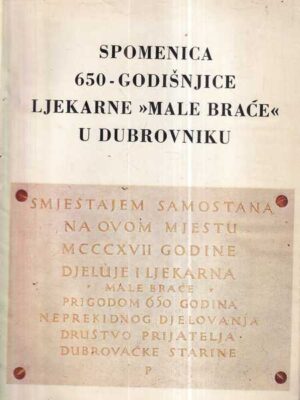 SPOMENICA
650-GODIŠNJICE
LJEKARNE »MALE BRAĆE«
U DUBROVNIKU
SMJEŠTAJEM SAMOSTANA
NA OVOM MJESTU
MCCCXVII GODINE
DJELUJE I LJEKARNA
* MALE BRAĆE *
PRIGODOM 650 GODINA
NEPREKIDNOG DJELOVANJA
DRUŠTVO PRIJATELJA
DUBROVAČKE STARINE
P